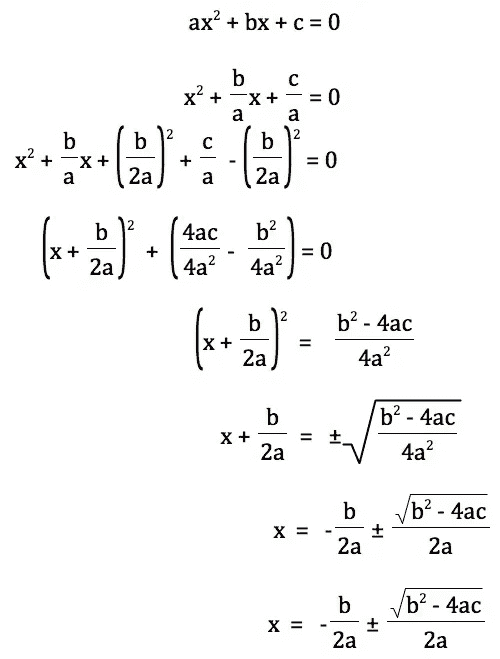 ax² + bx + c = 0
x² + b/a x + c/a = 0
x² + b/a x + (b/2a)² + c/a - (b/2a)² = 0
(x + b/2a)² + (4ac/4a² - b²/4a²) = 0
(x + b/2a)² = b² - 4ac/4a²
x + b/2a = ±√(b² - 4ac/4a²)
x = -b/2a ± √(b² - 4ac)/2a
x = -b/2a ± √(b² - 4ac)/2a